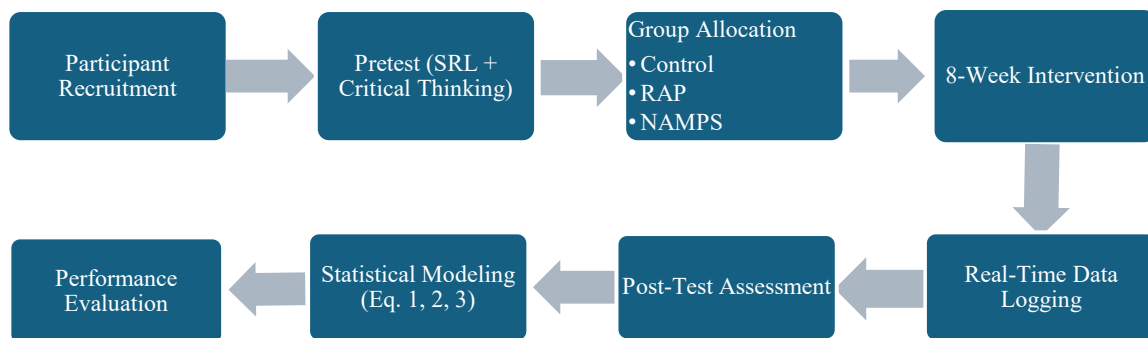 Participant
Recruitment
Pretest (SRL +
Critical Thinking)
Group Allocation
• Control
• RAP
• NAMPS
8-Week Intervention
Real-Time Data
Logging
Post-Test Assessment
Statistical Modeling
(Eq. 1, 2, 3)
Performance
Evaluation